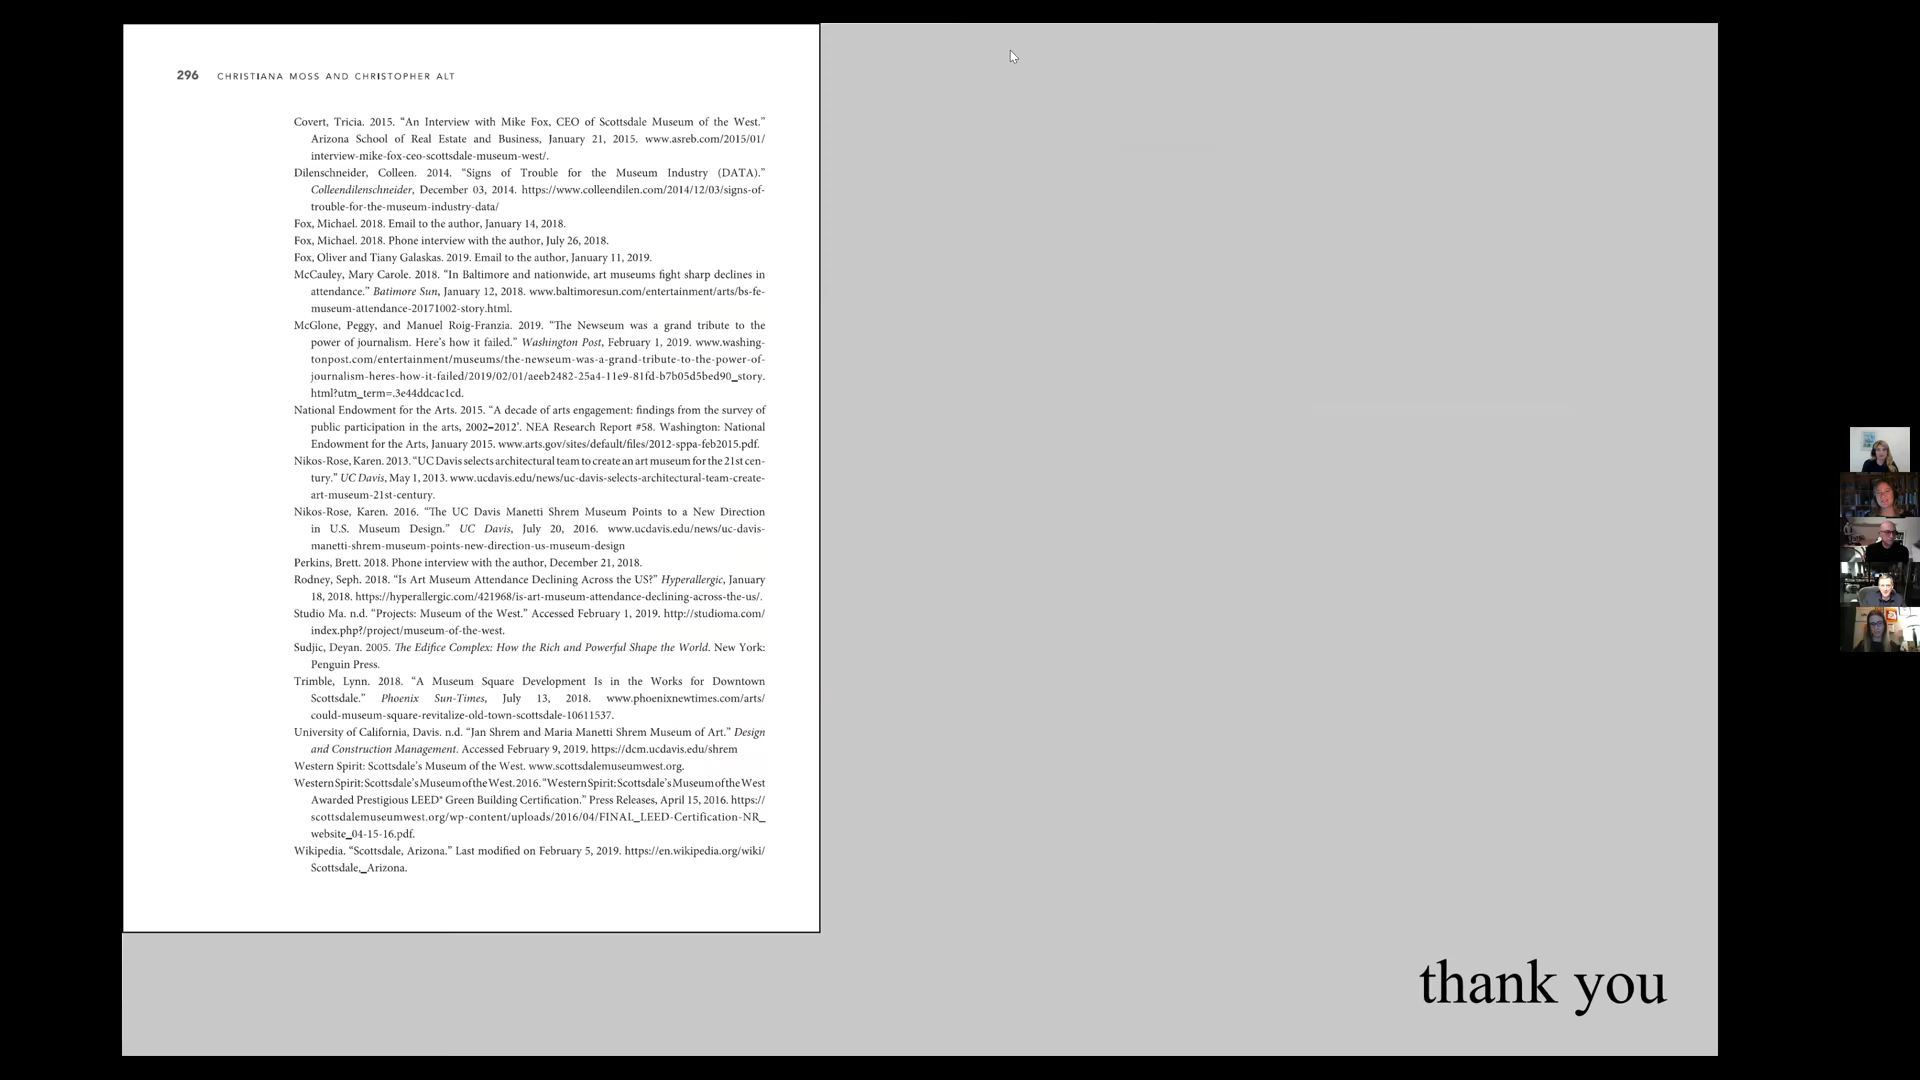 296 CHRISTIANA MOSS AND CHRISTOPHER ALT
Covert, Tricia. 2015. “An Interview with Mike Fox, CEO of Scottsdale Museum of the West.”
Arizona School of Real Estate and Business, January 21, 2015. www.asreb.com/2015/01/
interview-mike-fox-ceo-scottsdale-museum-west/.
Dilenschneider, Colleen. 2014. “Signs of Trouble for the Museum Industry (DATA).”
Colleendilenschneider, December 03, 2014. https://www.colleendilen.com/2014/12/03/signs-of-
trouble-for-the-museum-industry-data/
Fox, Michael. 2018. Email to the author, January 14, 2018.
Fox, Michael. 2018. Phone interview with the author, July 26, 2018.
Fox, Oliver and Tiany Galaskas. 2019. Email to the author, January 11, 2019.
McCauley, Mary Carole. 2018. “In Baltimore and nationwide, art museums fight sharp declines in
attendance.” Batimore Sun, January 12, 2018. www.baltimoresun.com/entertainment/arts/bs-fe-
museum-attendance-20171002-story.html.
McGlone, Peggy, and Manuel Roig-Franzia. 2019. “The Newseum was a grand tribute to the
power of journalism. Here’s how it failed.” Washington Post, February 1, 2019. www.washing-
tonpost.com/entertainment/museums/the-newseum-was-a-grand-tribute-to-the-power-of-
journalism-heres-how-it-failed/2019/02/01/aeeb2482-25a4-11e9-81fd-b7b05d5bed90_story.
html?utm_term=.3e44ddcac1cd.
National Endowment for the Arts. 2015. “A decade of arts engagement: findings from the survey of
public participation in the arts, 2002–2012’. NEA Research Report #58. Washington: National
Endowment for the Arts, January 2015. www.arts.gov/sites/default/files/2012-sppa-feb2015.pdf.
Nikos-Rose, Karen. 2013. “UC Davis selects architectural team to create an art museum for the 21st cen-
tury.” UC Davis, May 1, 2013. www.ucdavis.edu/news/uc-davis-selects-architectural-team-create-
art-museum-21st-century.
Nikos-Rose, Karen. 2016. “The UC Davis Manetti Shrem Museum Points to a New Direction
in U.S. Museum Design.” UC Davis, July 20, 2016. www.ucdavis.edu/news/uc-davis-
manetti-shrem-museum-points-new-direction-us-museum-design
Perkins, Brett. 2018. Phone interview with the author, December 21, 2018.
Rodney, Seph. 2018. “Is Art Museum Attendance Declining Across the US?” Hyperallergic, January
18, 2018. https://hyperallergic.com/421968/is-art-museum-attendance-declining-across-the-us/.
Studio Ma. n.d. “Projects: Museum of the West.” Accessed February 1, 2019. http://studioma.com/
index.php?/project/museum-of-the-west.
Sudjic, Deyan. 2005. The Edifice Complex: How the Rich and Powerful Shape the World. New York:
Penguin Press.
Trimble, Lynn. 2018. “A Museum Square Development Is in the Works for Downtown
Scottsdale.” Phoenix Sun-Times, July 13, 2018. www.phoenixnewtimes.com/arts/
could-museum-square-revitalize-old-town-scottsdale-10611537.
University of California, Davis. n.d. “Jan Shrem and Maria Manetti Shrem Museum of Art.” Design
and Construction Management. Accessed February 9, 2019. https://dcm.ucdavis.edu/shrem
Western Spirit: Scottsdale’s Museum of the West. www.scottsdalemuseumwest.org.
Western Spirit: Scottsdale’s Museum of the West. 2016. “Western Spirit: Scottsdale’s Museum of the West
Awarded Prestigious LEED® Green Building Certification.” Press Releases, April 15, 2016. https://
scottsdalemuseumwest.org/wp-content/uploads/2016/04/FINAL_LEED-Certification-NR_
website_04-15-16.pdf.
Wikipedia. “Scottsdale, Arizona.” Last modified on February 5, 2019. https://en.wikipedia.org/wiki/
Scottsdale,_Arizona.
thank you